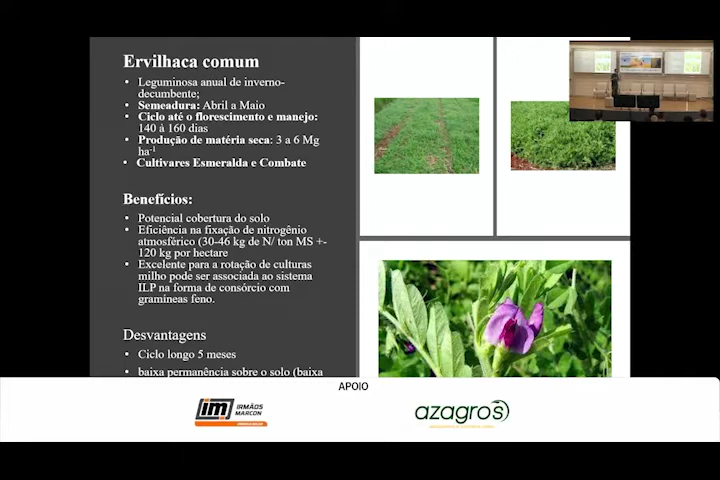 Ervilhaca comum
• Leguminosa anual de inverno-
decumbente;
• Semeadura: Abril a Maio
• Ciclo até o florescimento e manejo:
140 à 160 dias
• Produção de matéria seca: 3 a 6 Mg
ha-¹
• Cultivares Esmeralda e Combate
Benefícios:
• Potencial cobertura do solo
• Eficiência na fixação de nitrogênio
atmosférico (30-46 kg de N/ ton MS +-
120 kg por hectare
• Excelente para a rotação de culturas
milho pode ser associada ao sistema
ILP na forma de consórcio com
gramíneas feno.
Desvantagens
• Ciclo longo 5 meses
• baixa permanência sobre o solo (baixa
APOIO
im
IRMÃOS
MARCON
azagros